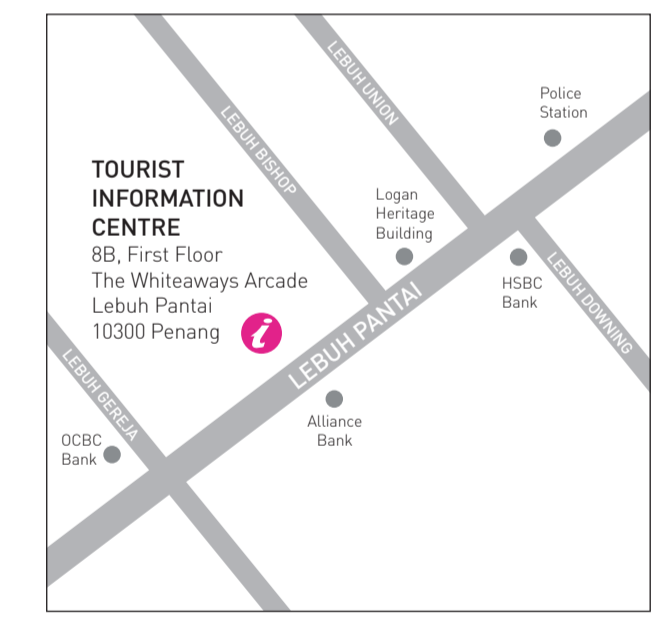 LEBUH UNION
LEBUH BISHOP
Police
Station
TOURIST
INFORMATION
CENTRE
8B, First Floor
The Whiteaways Arcade
Lebuh Pantai
10300 Penang
i
Logan
Heritage
Building
HSBC
Bank
LEBUH DOWNING
LEBUH PANTAI
LEBUH GEREJA
Alliance
Bank
OCBC
Bank